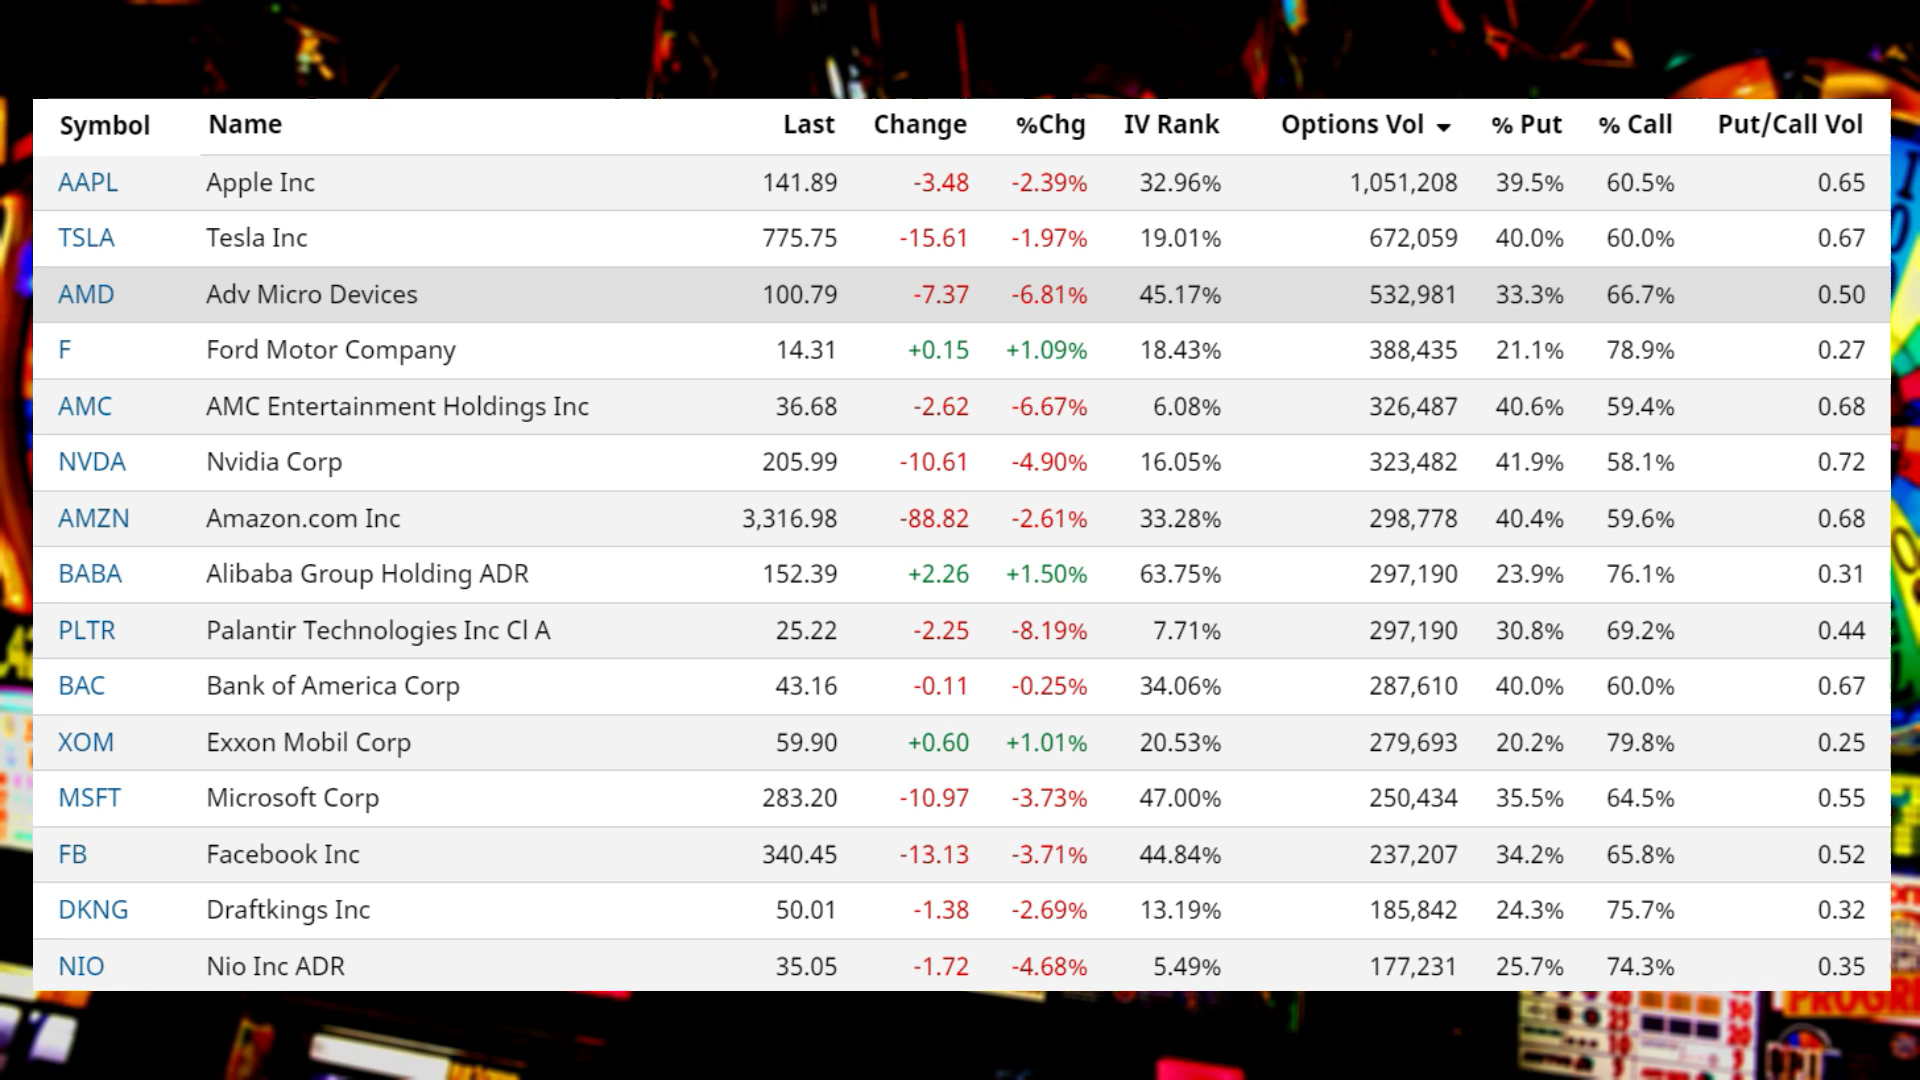 Symbol Name Last Change %Chg IV Rank Options Vol % Put % Call Put/Call Vol
AAPL Apple Inc 141.89 -3.48 -2.39% 32.96% 1,051,208 39.5% 60.5% 0.65
TSLA Tesla Inc 775.75 -15.61 -1.97% 19.01% 672,059 40.0% 60.0% 0.67
AMD Adv Micro Devices 100.79 -7.37 -6.81% 45.17% 532,981 33.3% 66.7% 0.50
F Ford Motor Company 14.31 +0.15 +1.09% 18.43% 388,435 21.1% 78.9% 0.27
AMC AMC Entertainment Holdings Inc 36.68 -2.62 -6.67% 6.08% 326,487 40.6% 59.4% 0.68
NVDA Nvidia Corp 205.99 -10.61 -4.90% 16.05% 323,482 41.9% 58.1% 0.72
AMZN Amazon.com Inc 3,316.98 -88.82 -2.61% 33.28% 298,778 40.4% 59.6% 0.68
BABA Alibaba Group Holding ADR 152.39 +2.26 +1.50% 63.75% 297,190 23.9% 76.1% 0.31
PLTR Palantir Technologies Inc Cl A 25.22 -2.25 -8.19% 7.71% 297,190 30.8% 69.2% 0.44
BAC Bank of America Corp 43.16 -0.11 -0.25% 34.06% 287,610 40.0% 60.0% 0.67
XOM Exxon Mobil Corp 59.90 +0.60 +1.01% 20.53% 279,693 20.2% 79.8% 0.25
MSFT Microsoft Corp 283.20 -10.97 -3.73% 47.00% 250,434 35.5% 64.5% 0.55
FB Facebook Inc 340.45 -13.13 -3.71% 44.84% 237,207 34.2% 65.8% 0.52
DKNG Draftkings Inc 50.01 -1.38 -2.69% 13.19% 185,842 24.3% 75.7% 0.32
NIO Nio Inc ADR 35.05 -1.72 -4.68% 5.49% 177,231 25.7% 74.3% 0.35